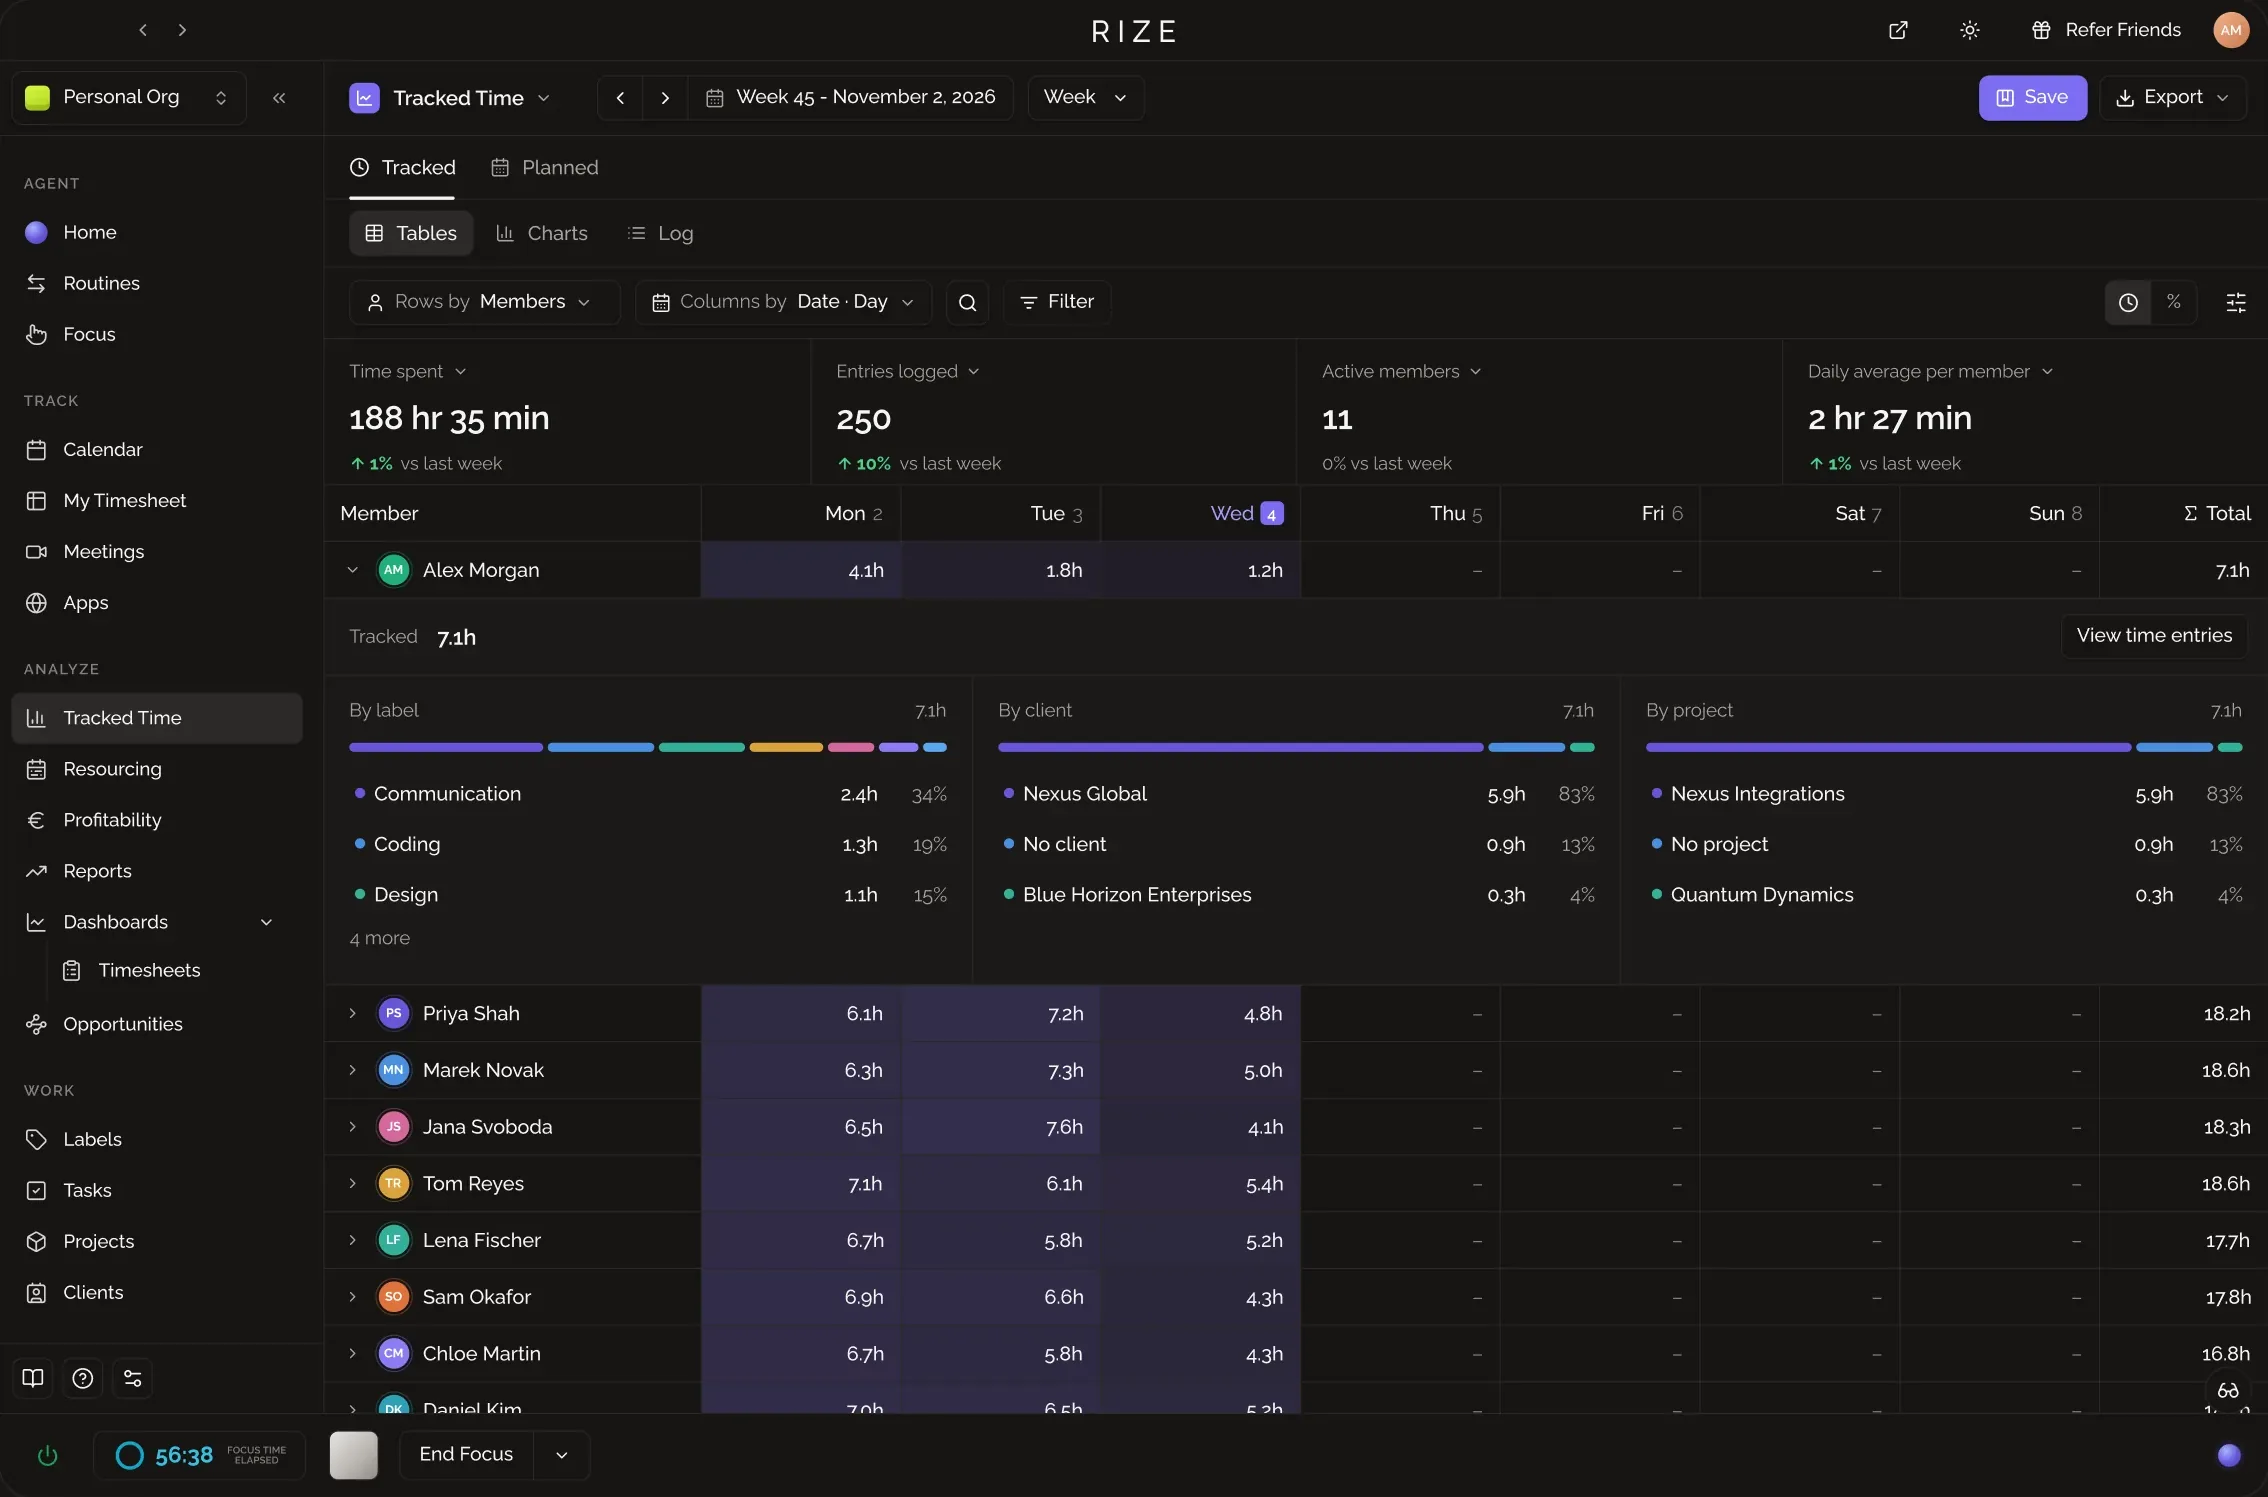 RIZE
Refer Friends
AM
Personal Org
Tracked Time
Week 45 - November 2, 2026
Week
Save
Export
AGENT
Home
Routines
Focus
TRACK
Calendar
My Timesheet
Meetings
Apps
ANALYZE
Tracked Time
Resourcing
Profitability
Reports
Dashboards
Timesheets
Opportunities
WORK
Labels
Tasks
Projects
Clients
Tracked
Planned
Tables
Charts
Log
Rows by Members
Columns by Date · Day
Filter
%
Time spent
188 hr 35 min
↑ 1% vs last week
Entries logged
250
↑ 10% vs last week
Active members
11
0% vs last week
Daily average per member
2 hr 27 min
↑ 1% vs last week
Member Mon 2 Tue 3 Wed 4 Thu 5 Fri 6 Sat 7 Sun 8 Σ Total
AM Alex Morgan 4.1h 1.8h 1.2h – – – – 7.1h
Tracked 7.1h
View time entries
By label 7.1h
Communication 2.4h 34%
Coding 1.3h 19%
Design 1.1h 15%
4 more
By client 7.1h
Nexus Global 5.9h 83%
No client 0.9h 13%
Blue Horizon Enterprises 0.3h 4%
By project 7.1h
Nexus Integrations 5.9h 83%
No project 0.9h 13%
Quantum Dynamics 0.3h 4%
PS Priya Shah 6.1h 7.2h 4.8h – – – – 18.2h
MN Marek Novak 6.3h 7.3h 5.0h – – – – 18.6h
JS Jana Svoboda 6.5h 7.6h 4.1h – – – – 18.3h
TR Tom Reyes 7.1h 6.1h 5.4h – – – – 18.6h
LF Lena Fischer 6.7h 5.8h 5.2h – – – – 17.7h
SO Sam Okafor 6.9h 6.6h 4.3h – – – – 17.8h
CM Chloe Martin 6.7h 5.8h 4.3h – – – – 16.8h
DK Daniel Kim 7.0h 6.5h 5.2h – – – –
56:38
FOCUS TIME
ELAPSED
End Focus